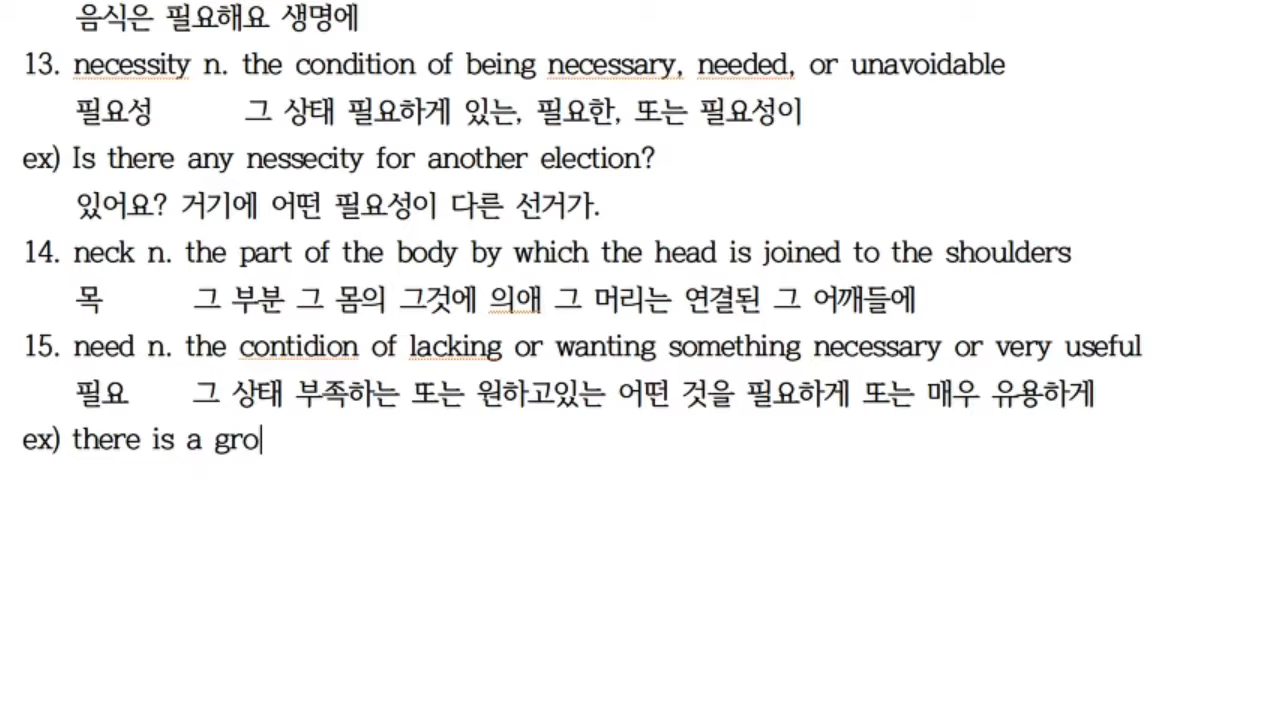 음식은 필요해요 생명에
13. necessity n. the condition of being necessary, needed, or unavoidable
필요성 그 상태 필요하게 있는, 필요한, 또는 필요성이
ex) Is there any nessecity for another election?
있어요? 거기에 어떤 필요성이 다른 선거가.
14. neck n. the part of the body by which the head is joined to the shoulders
목 그 부분 그 몸의 그것에 의애 그 머리는 연결된 그 어깨들에
15. need n. the contidion of lacking or wanting something necessary or very useful
필요 그 상태 부족하는 또는 원하고있는 어떤 것을 필요하게 또는 매우 유용하게
ex) there is a gro